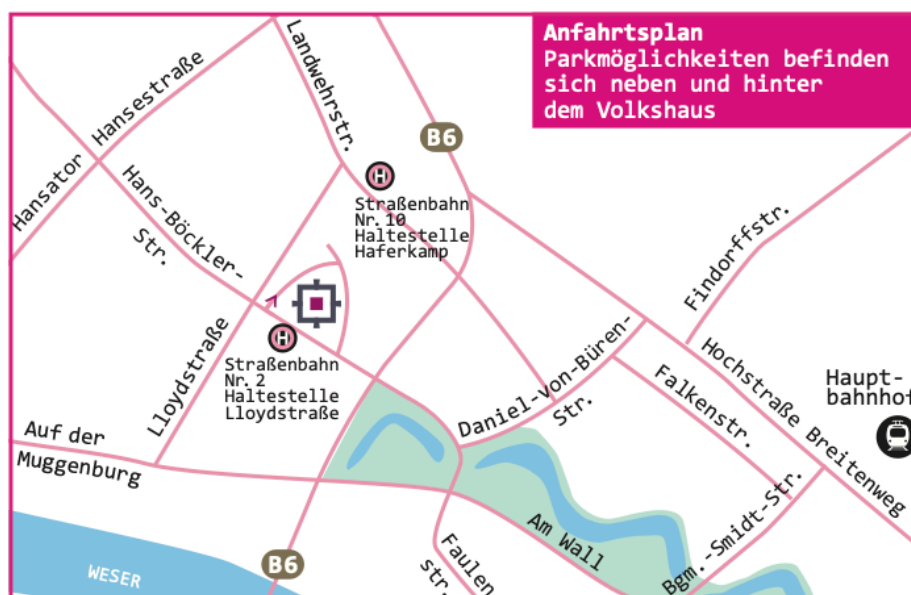 Anfahrtsplan
Parkmöglichkeiten befinden
sich neben und hinter
dem Volkshaus
Landwehrstr.
Hansestraße
Hansator
B6
H
Straßenbahn
Nr. 10
Haltestelle
Haferkamp
Hans-Böckler-
Str.
Findorffstr.
H
Straßenbahn
Nr. 2
Haltestelle
Lloydstraße
Lloydstraße
Daniel-von-Büren-
Str.
Falkenstr.
Hochstraße Breitenweg
Haupt-
bahnhof
Auf der
Muggenburg
Am Wall
Bgm.-Smidt-Str.
Faulen
str.
B6
WESER